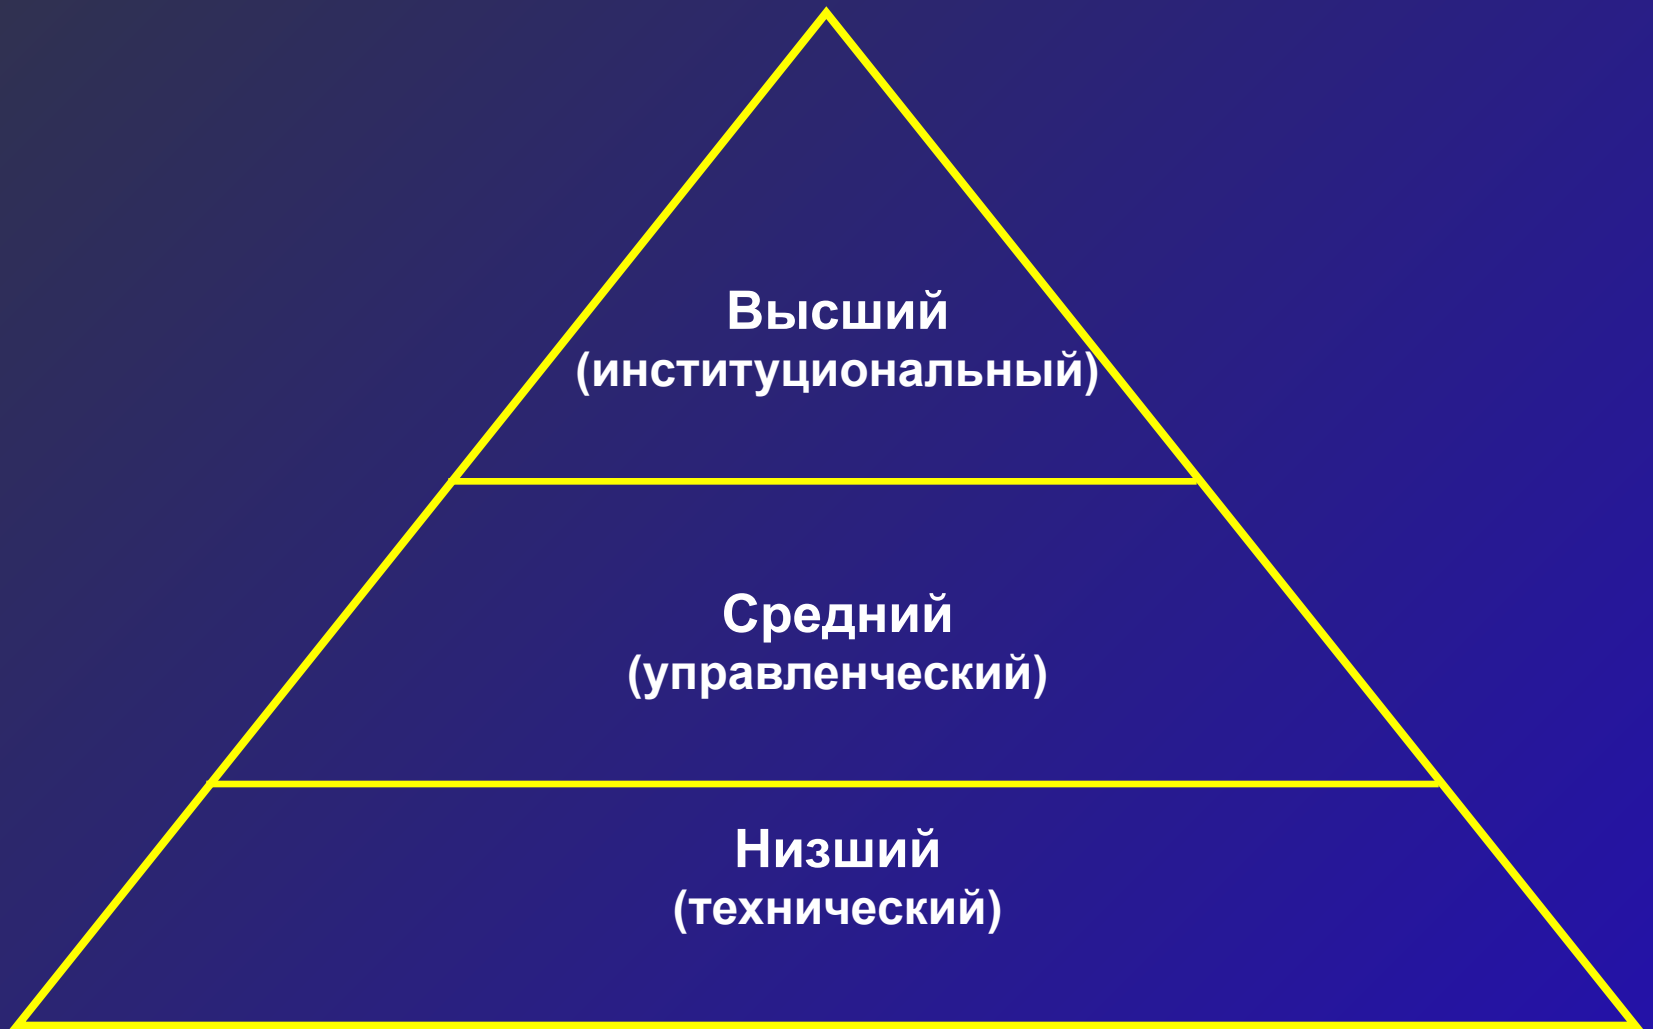 Высший
(институциональный)
Средний
(управленческий)
Низший
(технический)